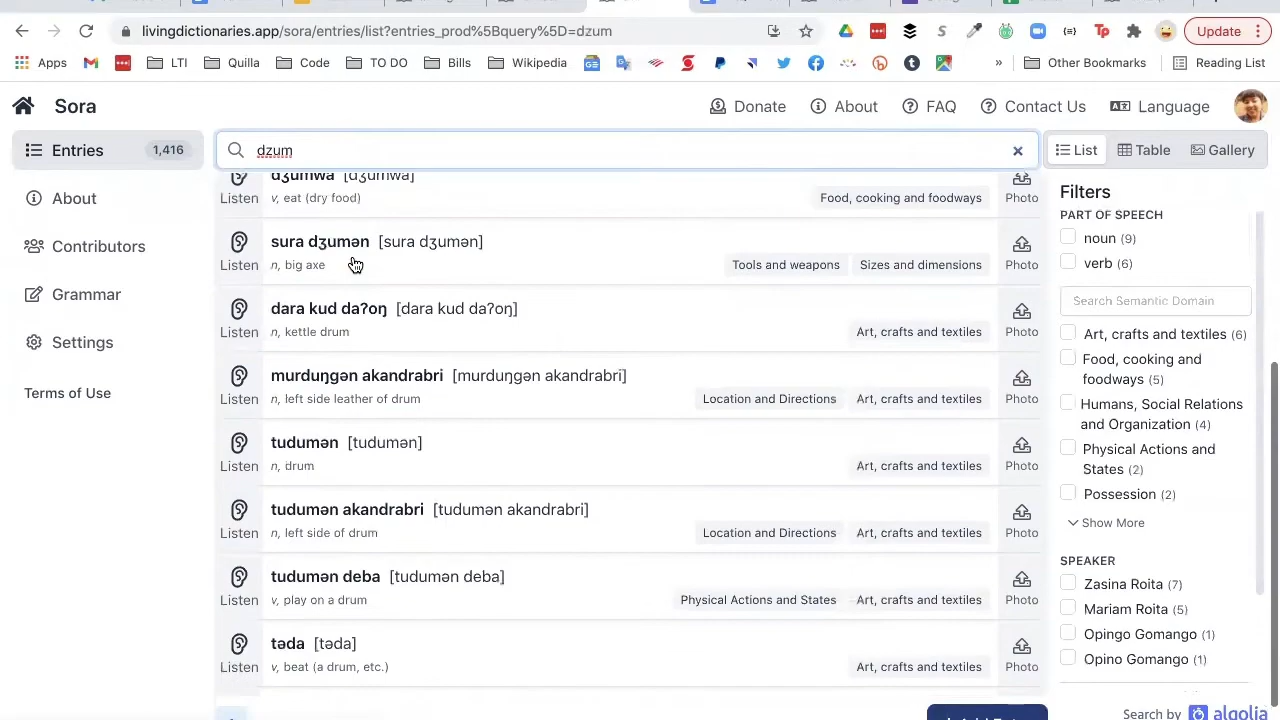 livingdictionaries.app/sora/entries/list?entries_prod%5Bquery%5D=dzum
Update
Apps
LTI
Quilla
Code
TO DO
Bills
Wikipedia
»
Other Bookmarks
Reading List
Sora
Donate
About
FAQ
Contact Us
Language
Entries 1,416
About
Contributors
Grammar
Settings
Terms of Use
dzum
List
Table
Gallery
dʒumwa [dʒumwa]
Listen v, eat (dry food) Food, cooking and foodways Photo
sura dʒumən [sura dʒumən]
Listen n, big axe Tools and weapons Sizes and dimensions Photo
dara kud daʔoŋ [dara kud daʔoŋ]
Listen n, kettle drum Art, crafts and textiles Photo
murduŋgən akandrabri [murduŋgən akandrabri]
Listen n, left side leather of drum Location and Directions Art, crafts and textiles Photo
tudumən [tudumən]
Listen n, drum Art, crafts and textiles Photo
tudumən akandrabri [tudumən akandrabri]
Listen n, left side of drum Location and Directions Art, crafts and textiles Photo
tudumən deba [tudumən deba]
Listen v, play on a drum Physical Actions and States Art, crafts and textiles Photo
təda [təda]
Listen v, beat (a drum, etc.) Art, crafts and textiles Photo
Filters
PART OF SPEECH
noun (9)
verb (6)
Search Semantic Domain
Art, crafts and textiles (6)
Food, cooking and
foodways (5)
Humans, Social Relations
and Organization (4)
Physical Actions and
States (2)
Possession (2)
Show More
SPEAKER
Zasina Roita (7)
Mariam Roita (5)
Opingo Gomango (1)
Opino Gomango (1)
Search by algolia